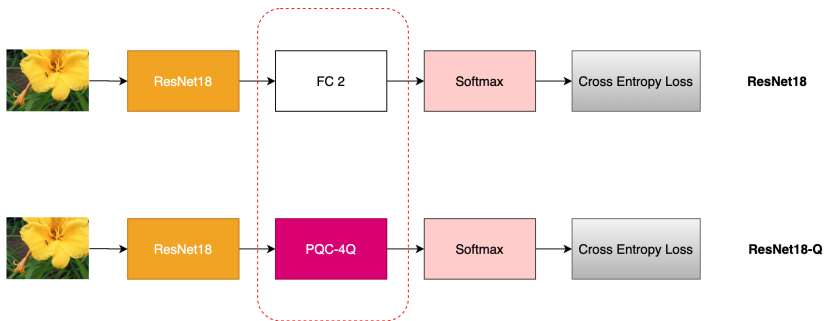 ResNet18
FC 2
Softmax
Cross Entropy Loss
ResNet18
ResNet18
PQC-4Q
Softmax
Cross Entropy Loss
ResNet18-Q